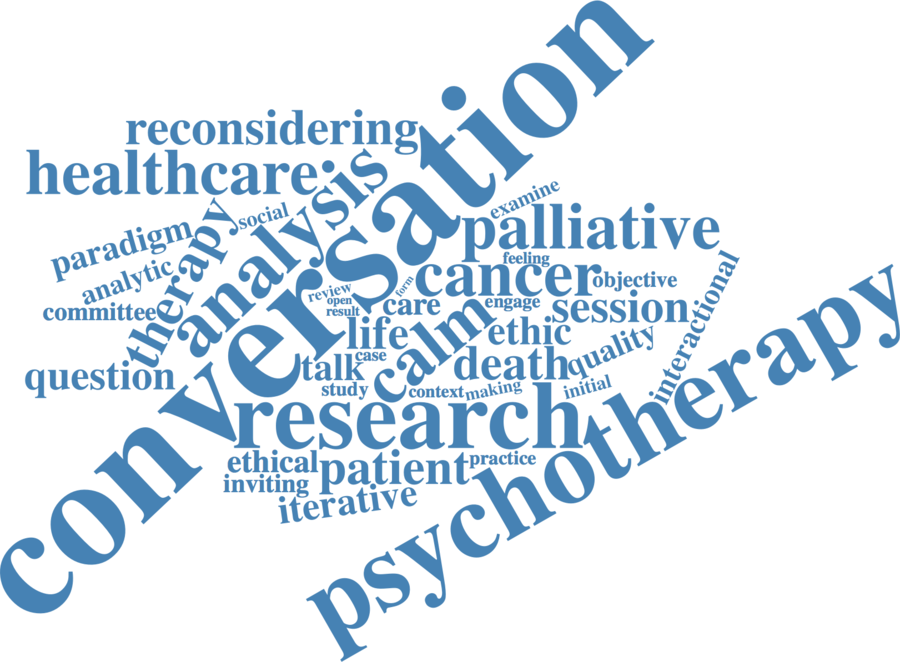 conversation
reconsidering
healthcare
analysis
examine
social
therapy
palliative
paradigm
feeling
analytic
cancer
objective
interactional
form
review
open
result
care
engage
session
committee
life
calm
ethic
quality
psychotherapy
question
talk
case
death
study
context
making
initial
research
ethical
patient
practice
inviting
iterative